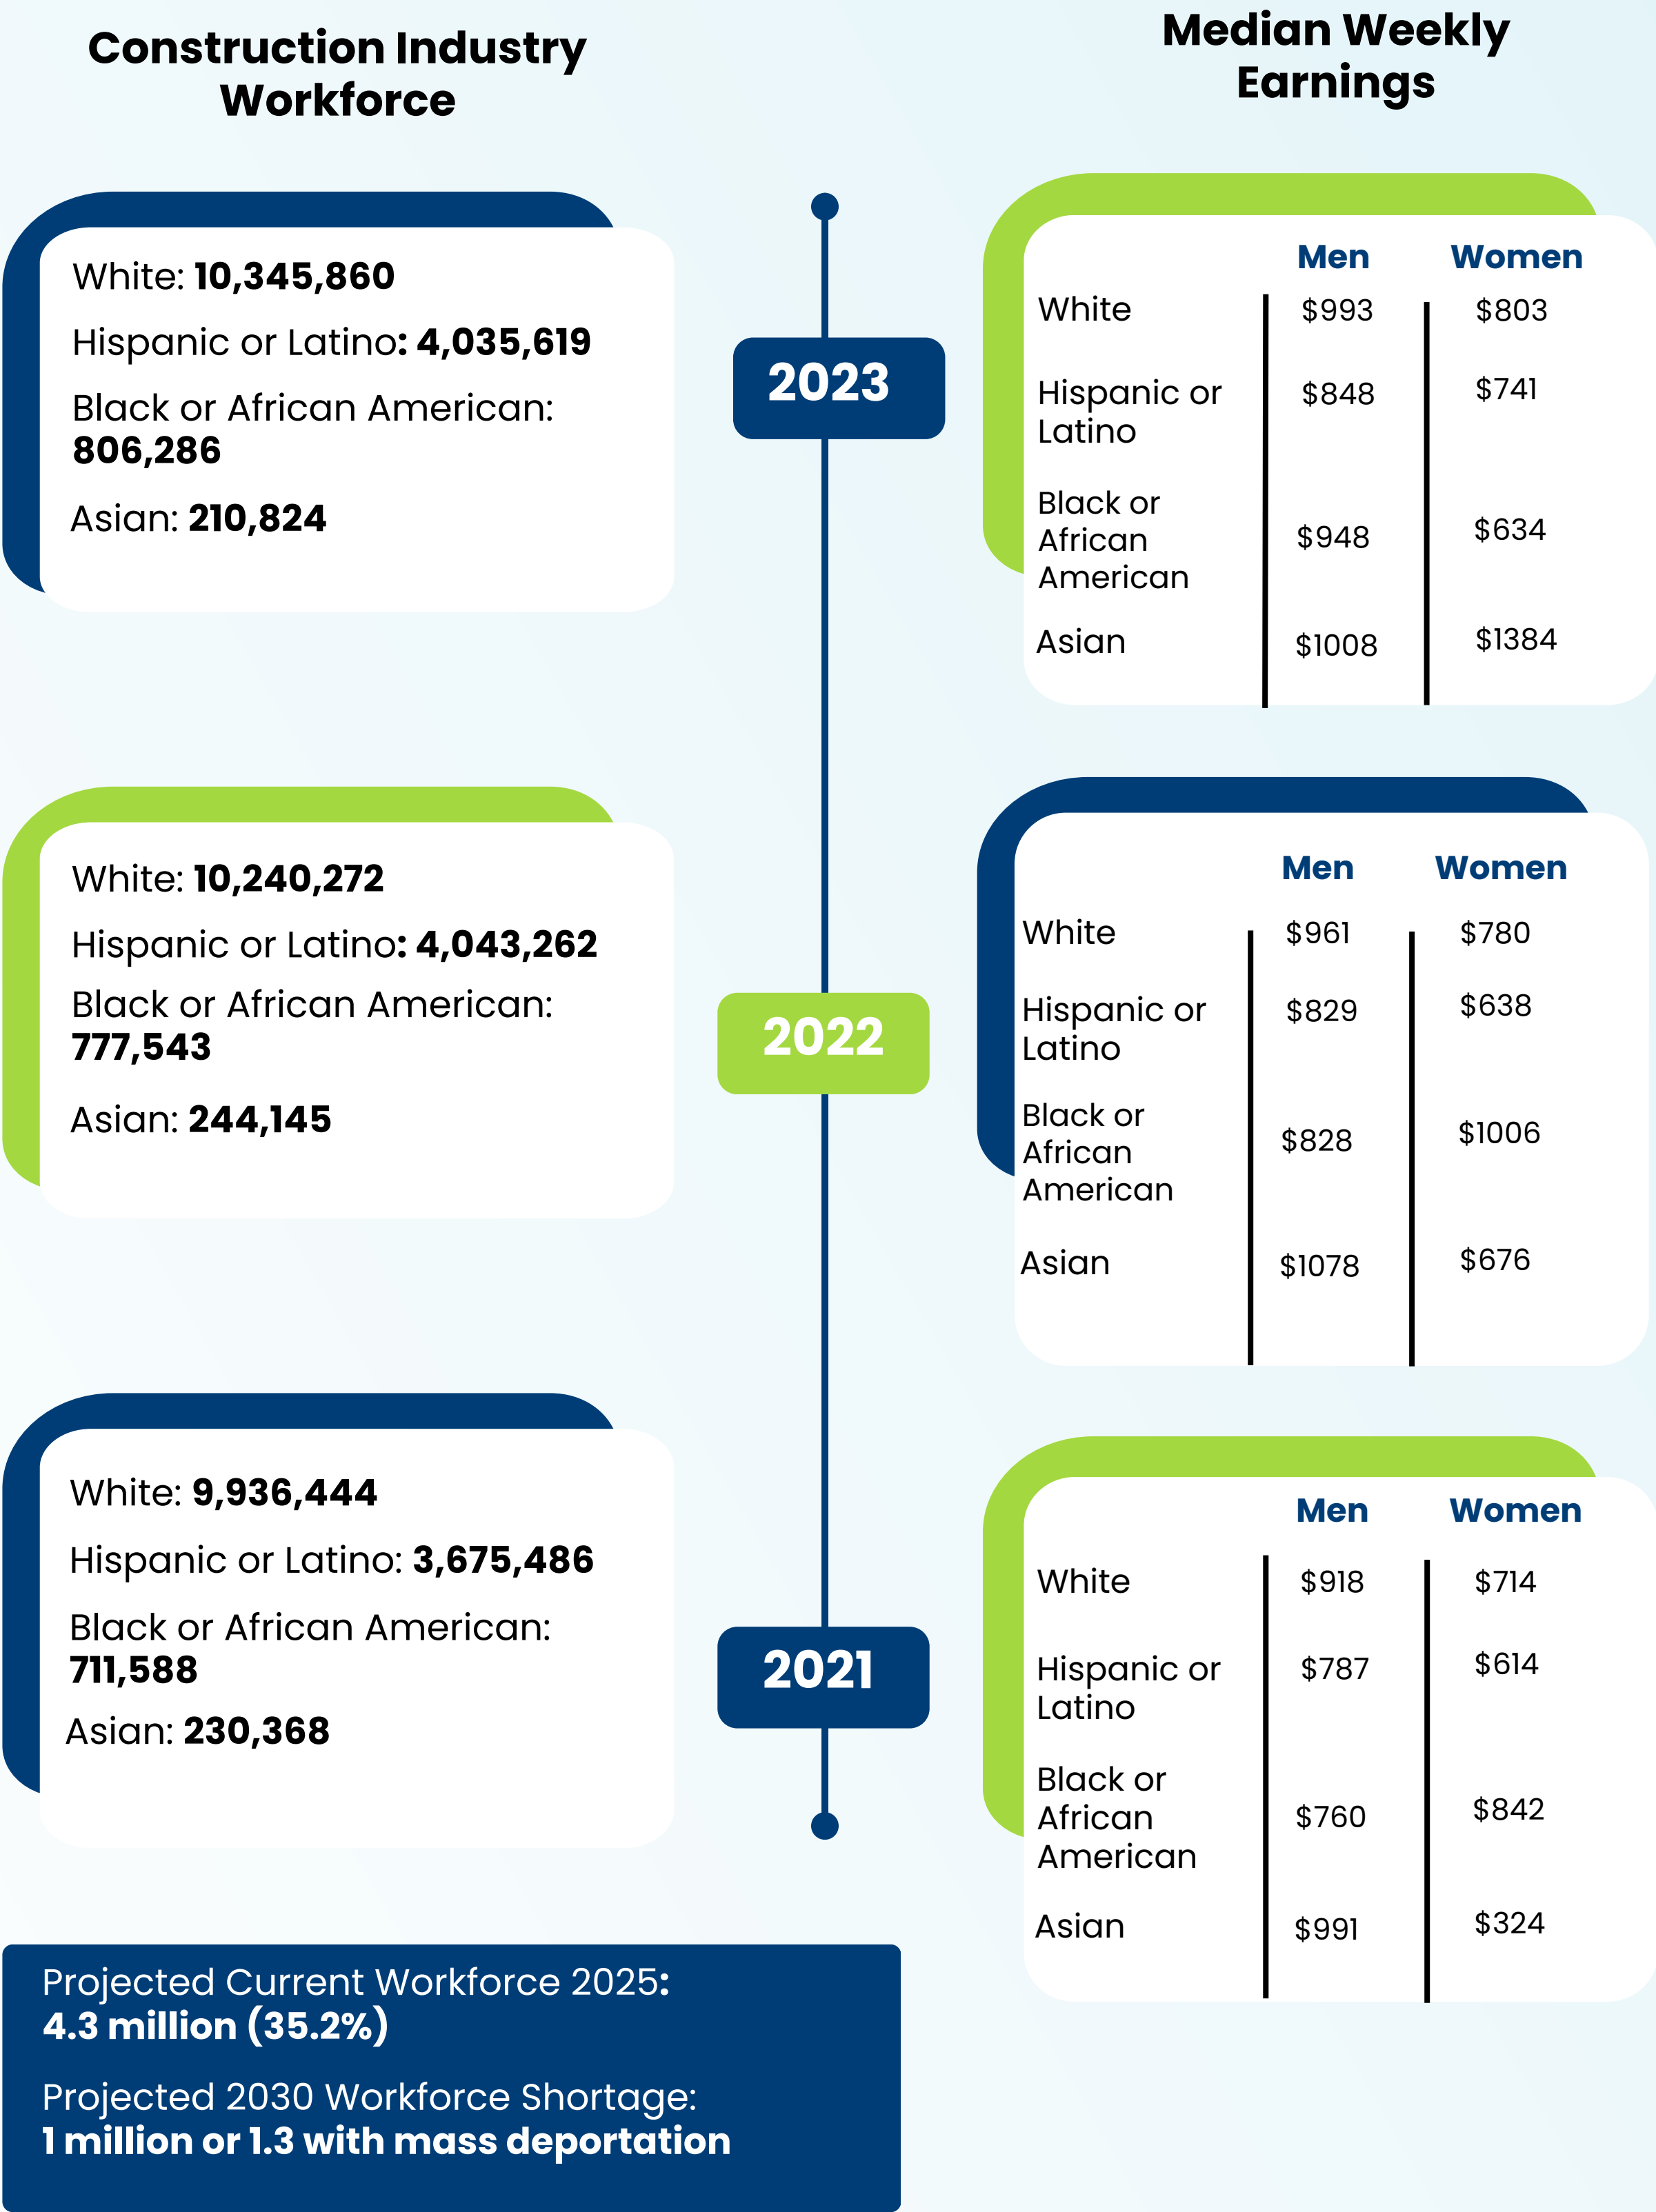 Construction Industry
Workforce
Median Weekly
Earnings
White: 10,345,860
Hispanic or Latino: 4,035,619
Black or African American:
806,286
Asian: 210,824
2023
Men Women
White $993 $803
Hispanic or $848 $741
Latino
Black or
African $948 $634
American
Asian $1008 $1384
White: 10,240,272
Hispanic or Latino: 4,043,262
Black or African American:
777,543
Asian: 244,145
2022
Men Women
White $961 $780
Hispanic or $829 $638
Latino
Black or
African $828 $1006
American
Asian $1078 $676
White: 9,936,444
Hispanic or Latino: 3,675,486
Black or African American:
711,588
Asian: 230,368
2021
Men Women
White $918 $714
Hispanic or $787 $614
Latino
Black or
African $760 $842
American
Asian $991 $324
Projected Current Workforce 2025:
4.3 million (35.2%)
Projected 2030 Workforce Shortage:
1 million or 1.3 with mass deportation